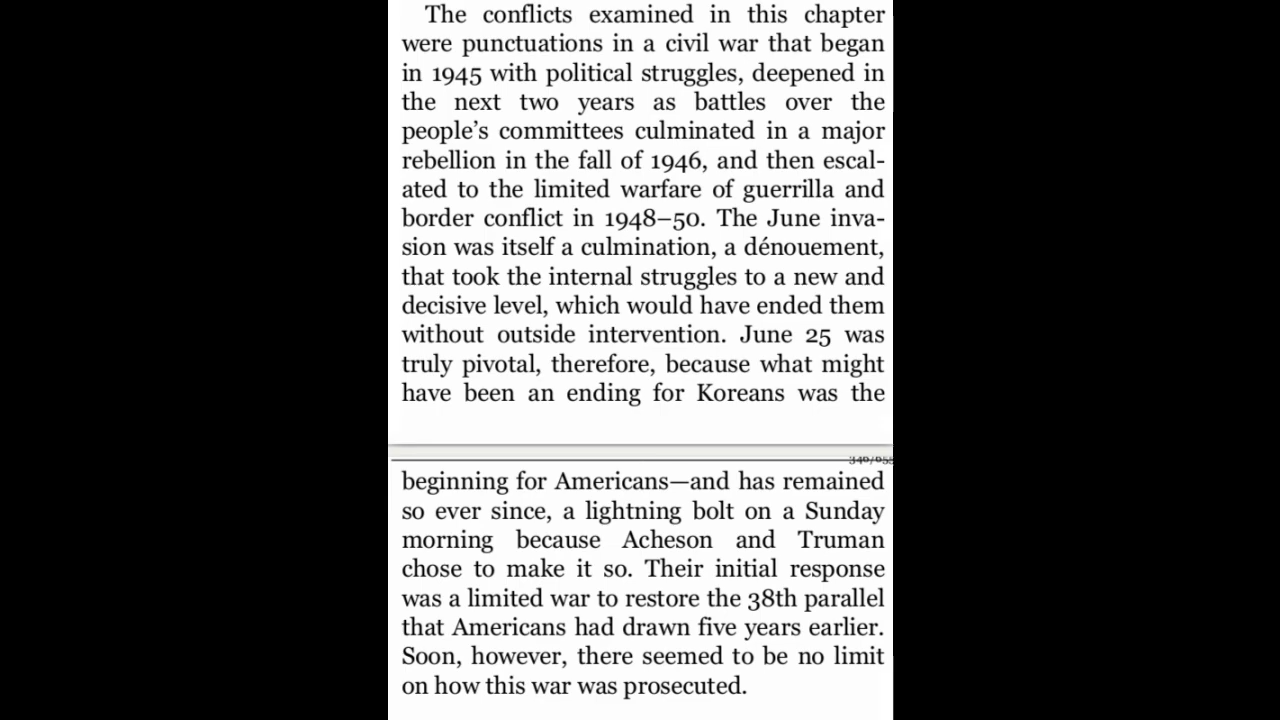 The conflicts examined in this chapter
were punctuations in a civil war that began
in 1945 with political struggles, deepened in
the next two years as battles over the
people’s committees culminated in a major
rebellion in the fall of 1946, and then escal-
ated to the limited warfare of guerrilla and
border conflict in 1948–50. The June inva-
sion was itself a culmination, a dénouement,
that took the internal struggles to a new and
decisive level, which would have ended them
without outside intervention. June 25 was
truly pivotal, therefore, because what might
have been an ending for Koreans was the
346/655
beginning for Americans—and has remained
so ever since, a lightning bolt on a Sunday
morning because Acheson and Truman
chose to make it so. Their initial response
was a limited war to restore the 38th parallel
that Americans had drawn five years earlier.
Soon, however, there seemed to be no limit
on how this war was prosecuted.